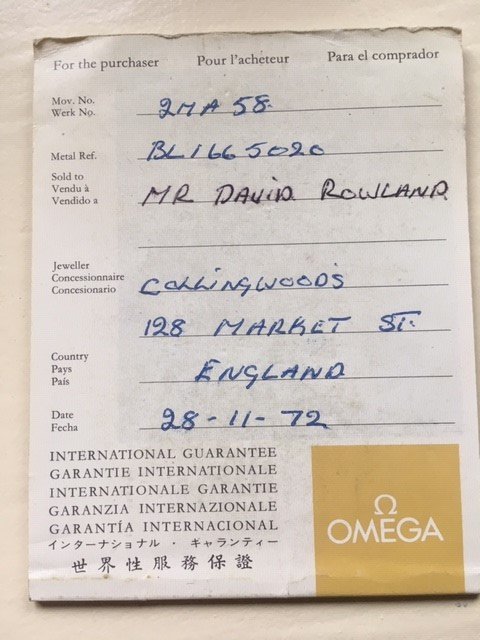 For the purchaser Pour l'acheteur Para el comprador
Mov. No.
Werk No.
2MA 58.
Metal Ref.
BL 166 5020
Sold to
Vendu à
Vendido a
MR DAVID ROWLAND
Jeweller
Concessionnaire
Concesionario
COLLINGWOODS
128 MARKET ST.
Country
Pays
País
ENGLAND
Date
Fecha
28-11-72
INTERNATIONAL GUARANTEE
GARANTIE INTERNATIONALE
INTERNATIONALE GARANTIE
GARANZIA INTERNAZIONALE
GARANTÍA INTERNACIONAL
インターナショナル・ギャランティー
世界性服務保證
Ω
OMEGA